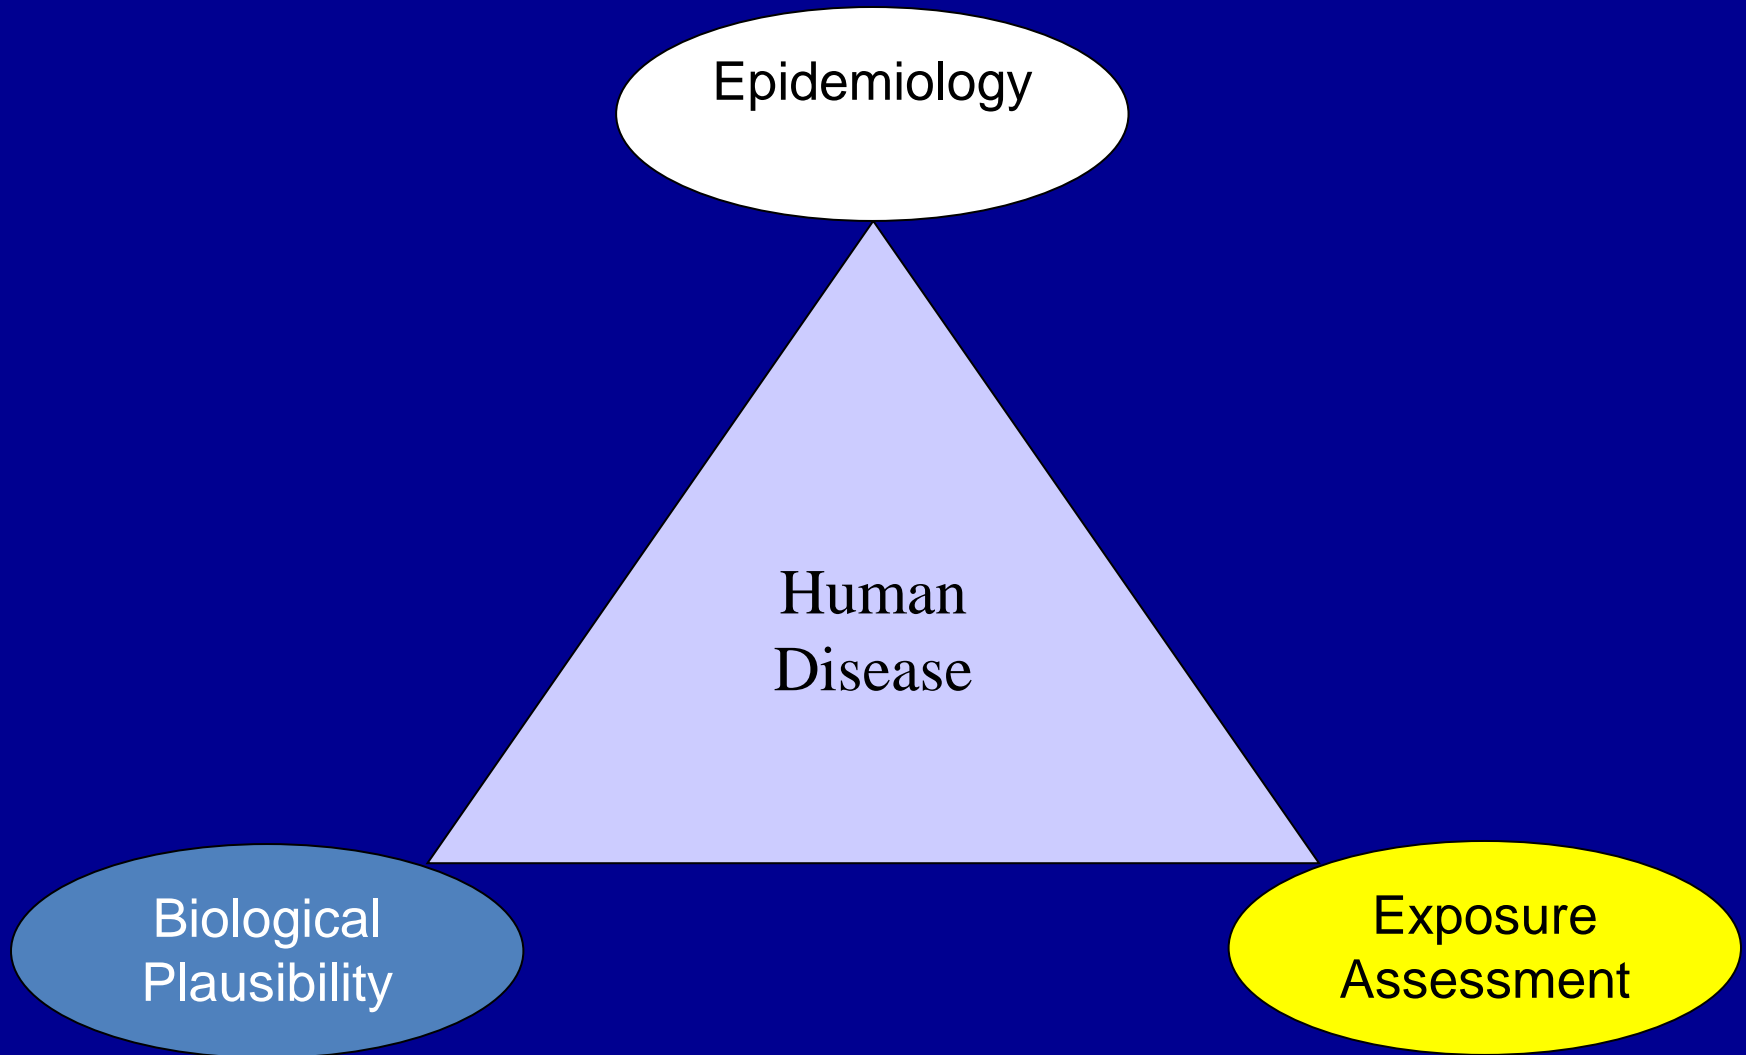 Epidemiology
Human
Disease
Biological
Plausibility
Exposure
Assessment